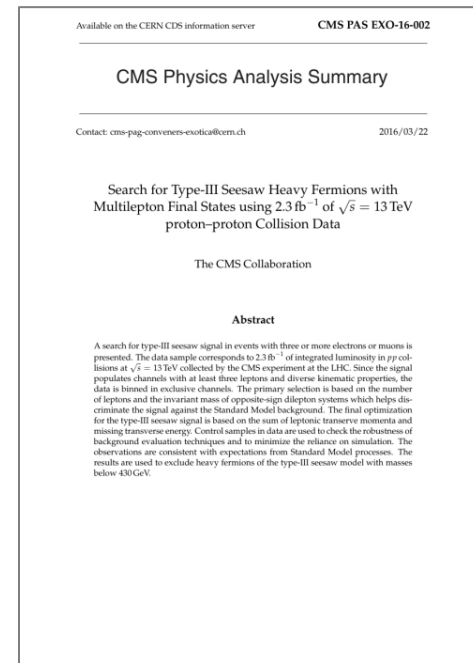 Available on the CERN CDS information server CMS PAS EXO-16-002
CMS Physics Analysis Summary
Contact: cms-pag-conveners-exotica@cern.ch 2016/03/22
Search for Type-III Seesaw Heavy Fermions with
Multilepton Final States using 2.3 fb⁻¹ of √s = 13 TeV
proton–proton Collision Data
The CMS Collaboration
Abstract
A search for type-III seesaw signal in events with three or more electrons or muons is
presented. The data sample corresponds to 2.3 fb⁻¹ of integrated luminosity in pp col-
lisions at √s = 13 TeV collected by the CMS experiment at the LHC. Since the signal
populates channels with at least three leptons and diverse kinematic properties, the
data is binned in exclusive channels. The primary selection is based on the number
of leptons and the invariant mass of opposite-sign dilepton systems which helps dis-
criminate the signal against the Standard Model background. The final optimization
for the type-III seesaw signal is based on the sum of leptonic transerve momenta and
missing transverse energy. Control samples in data are used to check the robustness of
background evaluation techniques and to minimize the reliance on simulation. The
observations are consistent with expectations from Standard Model processes. The
results are used to exclude heavy fermions of the type-III seesaw model with masses
below 430 GeV.